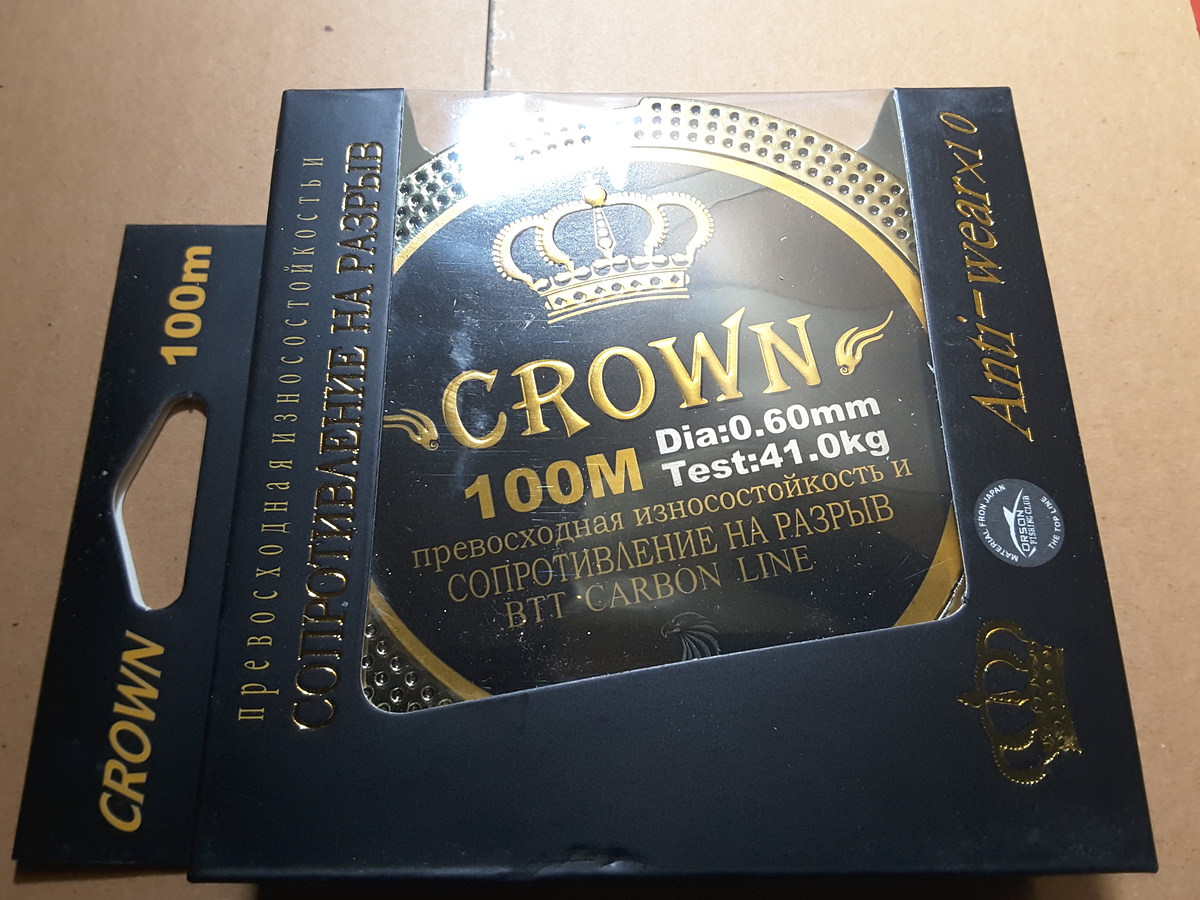 100m
CROWN
превосходная износостойкость и
СОПРОТИВЛЕНИЕ НА РАЗРЫВ
CROWN
100M
Dia:0.60mm
Test:41.0kg
превосходная износостойкость и
СОПРОТИВЛЕНИЕ НА РАЗРЫВ
BTT CARBON LINE
Anti-wearx10
MATERIAL FRON JAPAN
ORSON
FISHING CLUB
THE TOP LINE